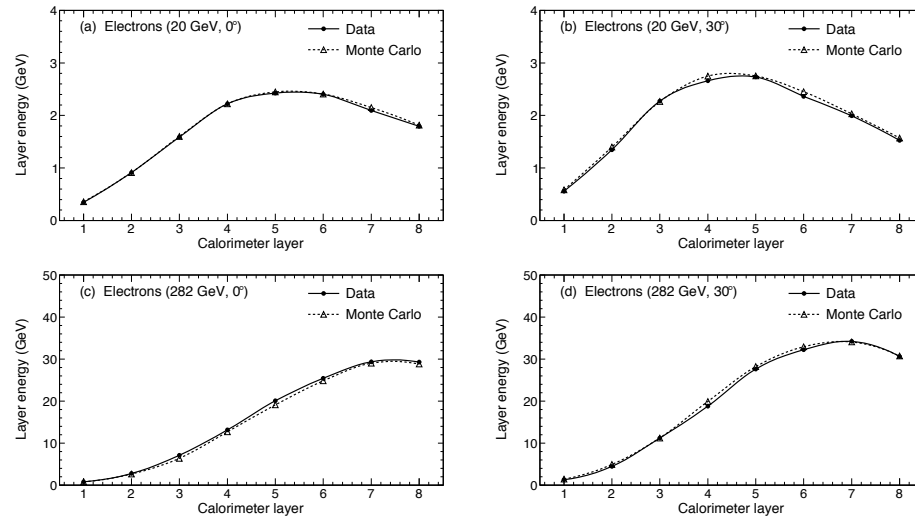 (a) Electrons (20 GeV, 0°)
Data
Monte Carlo
Layer energy (GeV)
4
3
2
1
0
1 2 3 4 5 6 7 8
Calorimeter layer
(b) Electrons (20 GeV, 30°)
Data
Monte Carlo
Layer energy (GeV)
4
3
2
1
0
1 2 3 4 5 6 7 8
Calorimeter layer
(c) Electrons (282 GeV, 0°)
Data
Monte Carlo
Layer energy (GeV)
50
40
30
20
10
0
1 2 3 4 5 6 7 8
Calorimeter layer
(d) Electrons (282 GeV, 30°)
Data
Monte Carlo
Layer energy (GeV)
50
40
30
20
10
0
1 2 3 4 5 6 7 8
Calorimeter layer